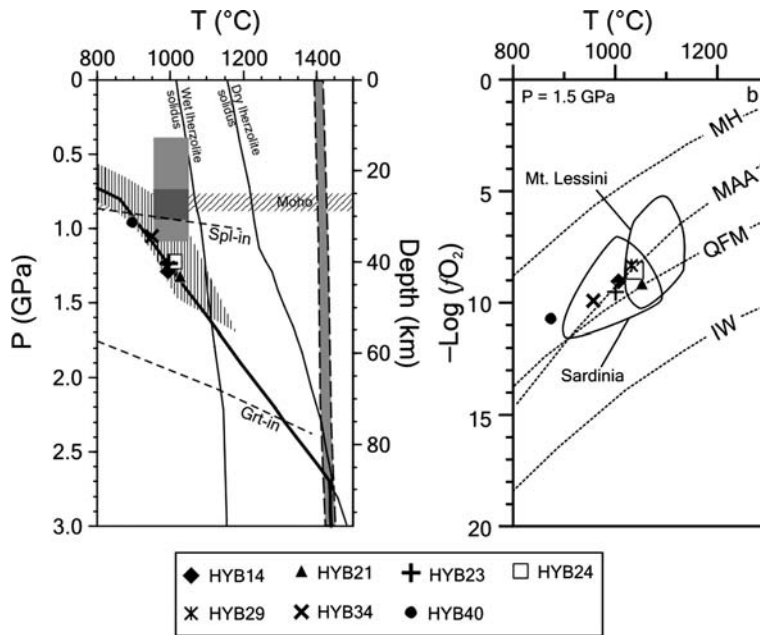 T (°C)
800 1000 1200 1400
P (GPa)
0
0.5
1.0
1.5
2.0
2.5
3.0
Wet lherzolite
solidus
Dry lherzolite
solidus
Moho
Spl-in
Grt-in
0
20
40
60
80
Depth (km)
T (°C)
800 1000 1200
P = 1.5 GPa
b
–Log (fO₂)
0
5
10
15
20
MH
MAA
QFM
IW
Mt. Lessini
Sardinia
HYB14 HYB21 HYB23 HYB24
HYB29 HYB34 HYB40